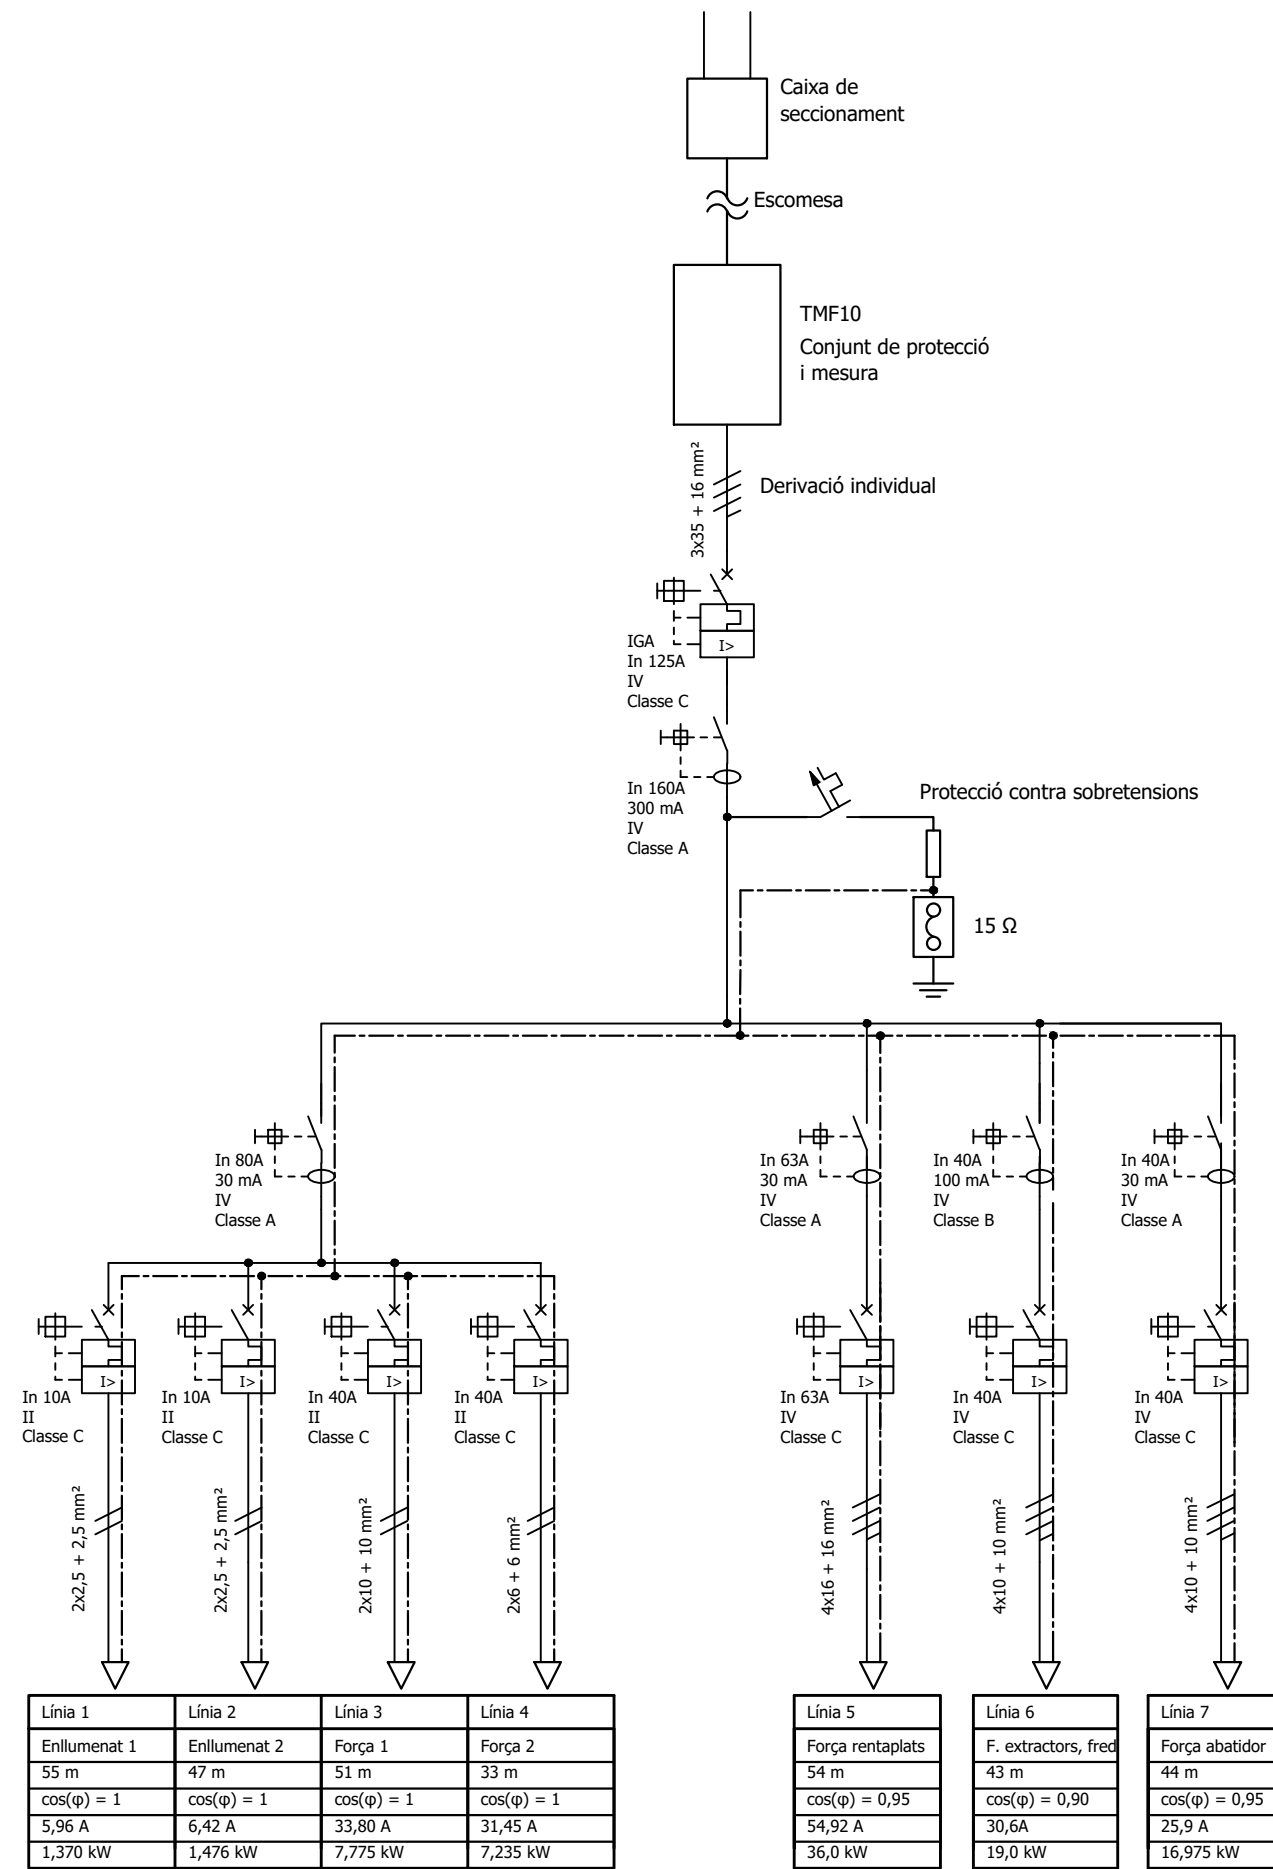 Caixa de
seccionament
Escomesa
TMF10
Conjunt de protecció
i mesura
3x35 + 16 mm²
Derivació individual
I>
IGA
In 125A
IV
Classe C
In 160A
300 mA
IV
Classe A
Protecció contra sobretensions
15 Ω
In 80A
30 mA
IV
Classe A
In 63A
30 mA
IV
Classe A
In 40A
100 mA
IV
Classe B
In 40A
30 mA
IV
Classe A
I>
In 10A
II
Classe C
I>
In 10A
II
Classe C
I>
In 40A
II
Classe C
I>
In 40A
II
Classe C
I>
In 63A
IV
Classe C
I>
In 40A
IV
Classe C
I>
In 40A
IV
Classe C
2x2,5 + 2,5 mm²
2x2,5 + 2,5 mm²
2x10 + 10 mm²
2x6 + 6 mm²
4x16 + 16 mm²
4x10 + 10 mm²
4x10 + 10 mm²
Línia 1
Enllumenat 1
55 m
cos(φ) = 1
5,96 A
1,370 kW
Línia 2
Enllumenat 2
47 m
cos(φ) = 1
6,42 A
1,476 kW
Línia 3
Força 1
51 m
cos(φ) = 1
33,80 A
7,775 kW
Línia 4
Força 2
33 m
cos(φ) = 1
31,45 A
7,235 kW
Línia 5
Força rentaplats
54 m
cos(φ) = 0,95
54,92 A
36,0 kW
Línia 6
F. extractors, fred
43 m
cos(φ) = 0,90
30,6A
19,0 kW
Línia 7
Força abatidor
44 m
cos(φ) = 0,95
25,9 A
16,975 kW